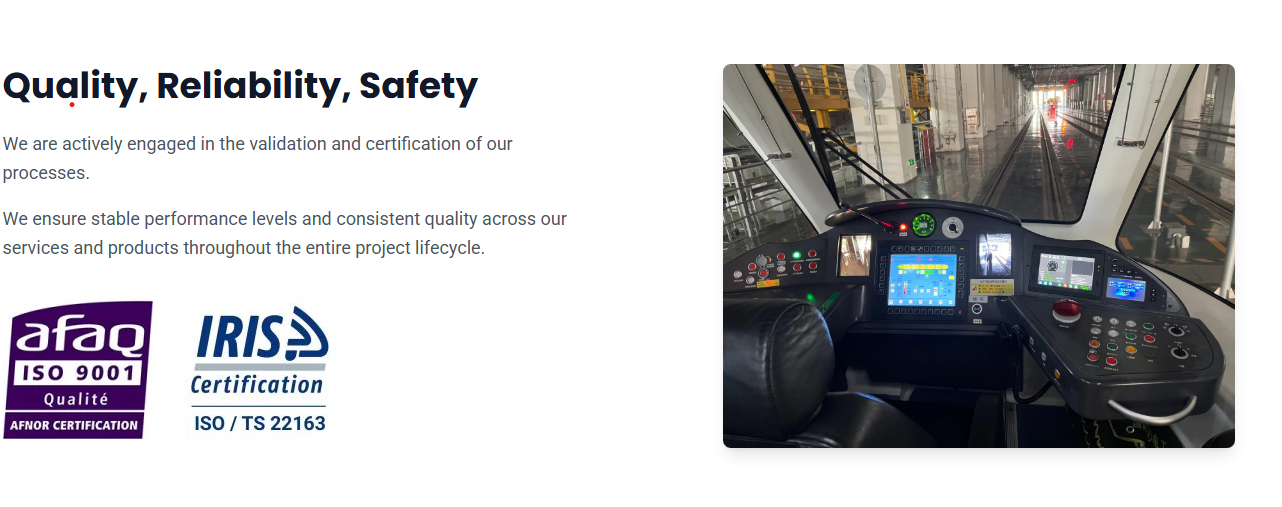 Quality, Reliability, Safety
We are actively engaged in the validation and certification of our
processes.
We ensure stable performance levels and consistent quality across our
services and products throughout the entire project lifecycle.
afaq
ISO 9001
Qualité
AFNOR CERTIFICATION
IRIS
Certification
ISO / TS 22163